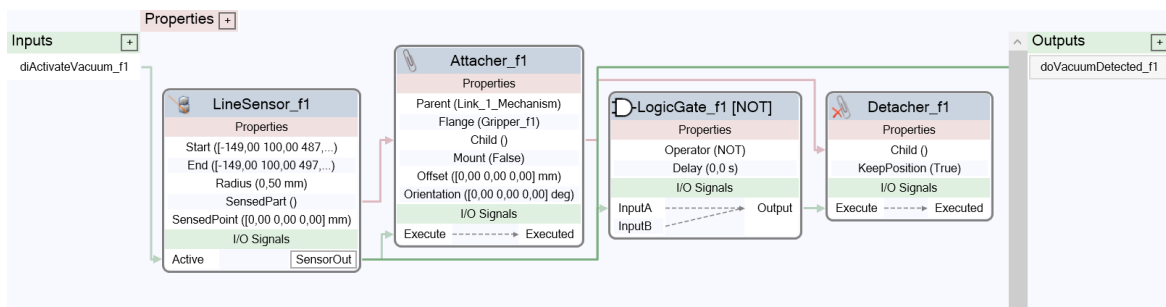 Properties +
Inputs +
diActivateVacuum_f1
LineSensor_f1
Properties
Start ([-149,00 100,00 487,...)
End ([-149,00 100,00 497,...)
Radius (0,50 mm)
SensedPart ()
SensedPoint ([0,00 0,00 0,00] mm)
I/O Signals
Active SensorOut
Attacher_f1
Properties
Parent (Link_1_Mechanism)
Flange (Gripper_f1)
Child ()
Mount (False)
Offset ([0,00 0,00 0,00] mm)
Orientation ([0,00 0,00 0,00] deg)
I/O Signals
Execute Executed
LogicGate_f1 [NOT]
Properties
Operator (NOT)
Delay (0,0 s)
I/O Signals
InputA Output
InputB
Detacher_f1
Properties
Child ()
KeepPosition (True)
I/O Signals
Execute Executed
Outputs +
doVacuumDetected_f1